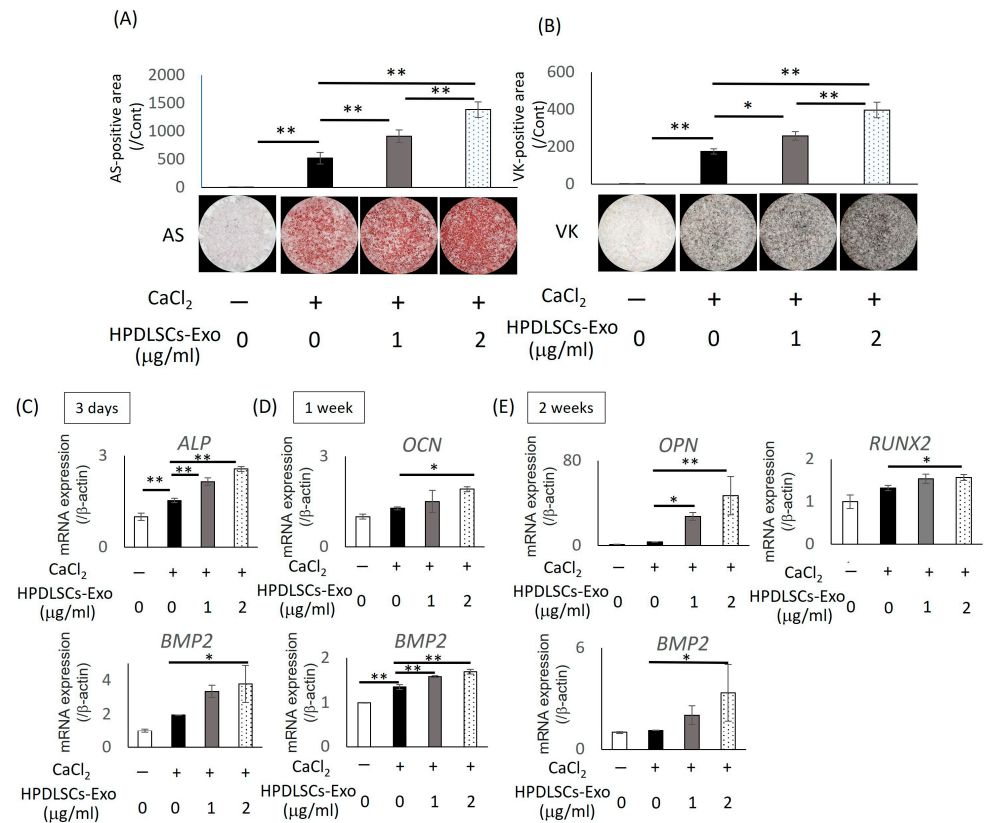 (A)
AS-positive area
(/Cont)
2000
1500
1000
500
0
**
**
**
**
AS
CaCl2
— + + +
HPDLSCs-Exo
(μg/ml)
0 1 2
0
(B)
VK-positive area
(/Cont)
600
400
200
0
**
*
**
**
VK
CaCl2
— + + +
HPDLSCs-Exo
(μg/ml)
0 0 1 2
(C)
3 days
ALP
mRNA expression
(/β-actin)
3
0
**
**
**
CaCl2
— + + +
HPDLSCs-Exo
(μg/ml)
0 0 1 2
BMP2
mRNA expression
(/β-actin)
4
2
0
*
CaCl2
— + + +
HPDLSCs-Exo
(μg/ml)
0 0 1 2
(D)
1 week
OCN
mRNA expression
(/β-actin)
3
0
*
CaCl2
— + + +
HPDLSCs-Exo
(μg/ml)
0 0 1 2
BMP2
mRNA expression
(/β-actin)
2
1
0
**
**
**
CaCl2
— + + +
HPDLSCs-Exo
(μg/ml)
0 0 1 2
(E)
2 weeks
OPN
mRNA expression
(/β-actin)
80
0
**
*
CaCl2
— + + +
HPDLSCs-Exo
(μg/ml)
0 0 1 2
RUNX2
mRNA expression
(/β-actin)
2
1
0
*
CaCl2
— + + +
HPDLSCs-Exo
(μg/ml)
0 0 1 2
BMP2
mRNA expression
(/β-actin)
6
0
*
CaCl2
— + + +
HPDLSCs-Exo
(μg/ml)
0 0 1 2